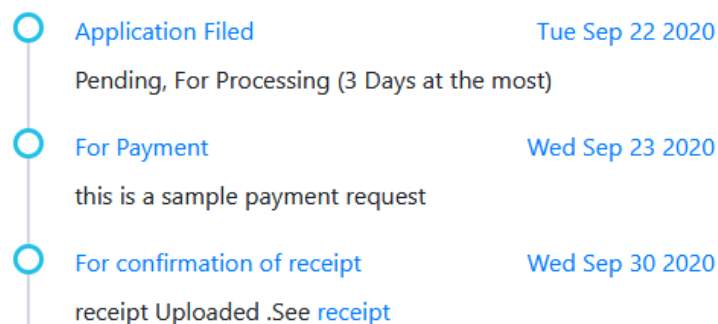 Application Filed Tue Sep 22 2020
Pending, For Processing (3 Days at the most)
For Payment Wed Sep 23 2020
this is a sample payment request
For confirmation of receipt Wed Sep 30 2020
receipt Uploaded .See receipt